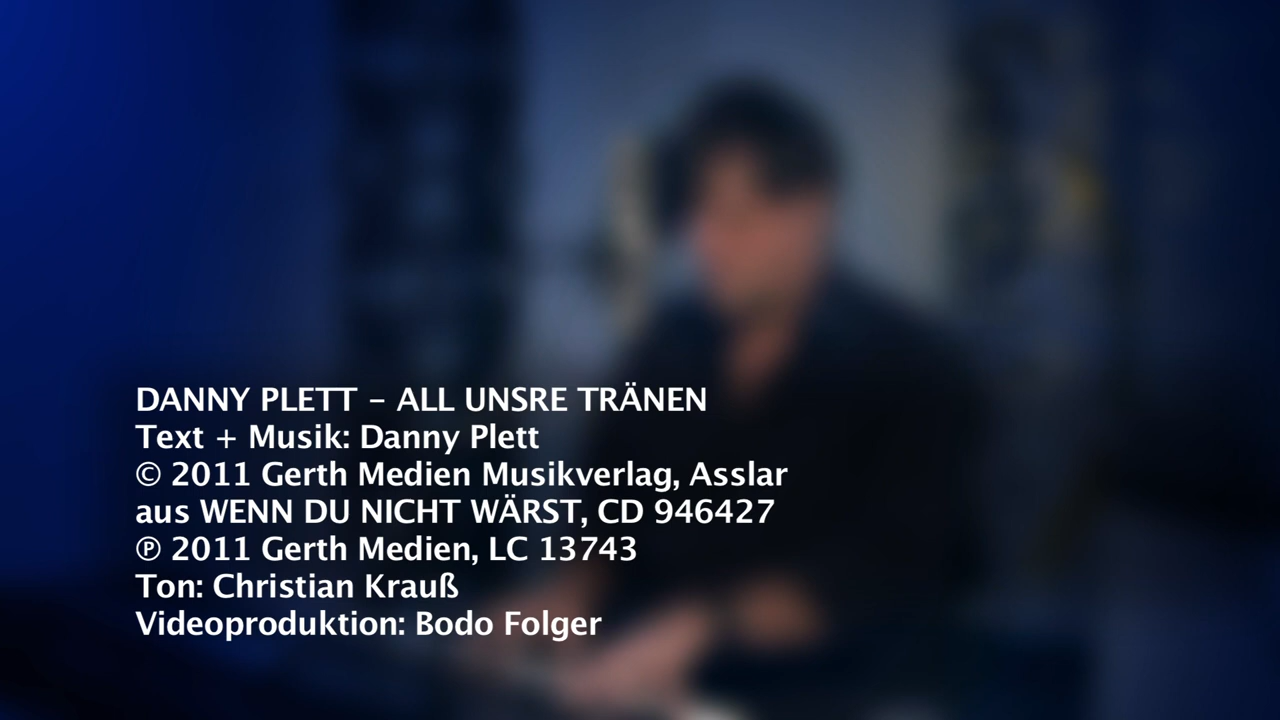 DANNY PLETT – ALL UNSRE TRÄNEN
Text + Musik: Danny Plett
© 2011 Gerth Medien Musikverlag, Asslar
aus WENN DU NICHT WÄRST, CD 946427
℗ 2011 Gerth Medien, LC 13743
Ton: Christian Krauß
Videoproduktion: Bodo Folger